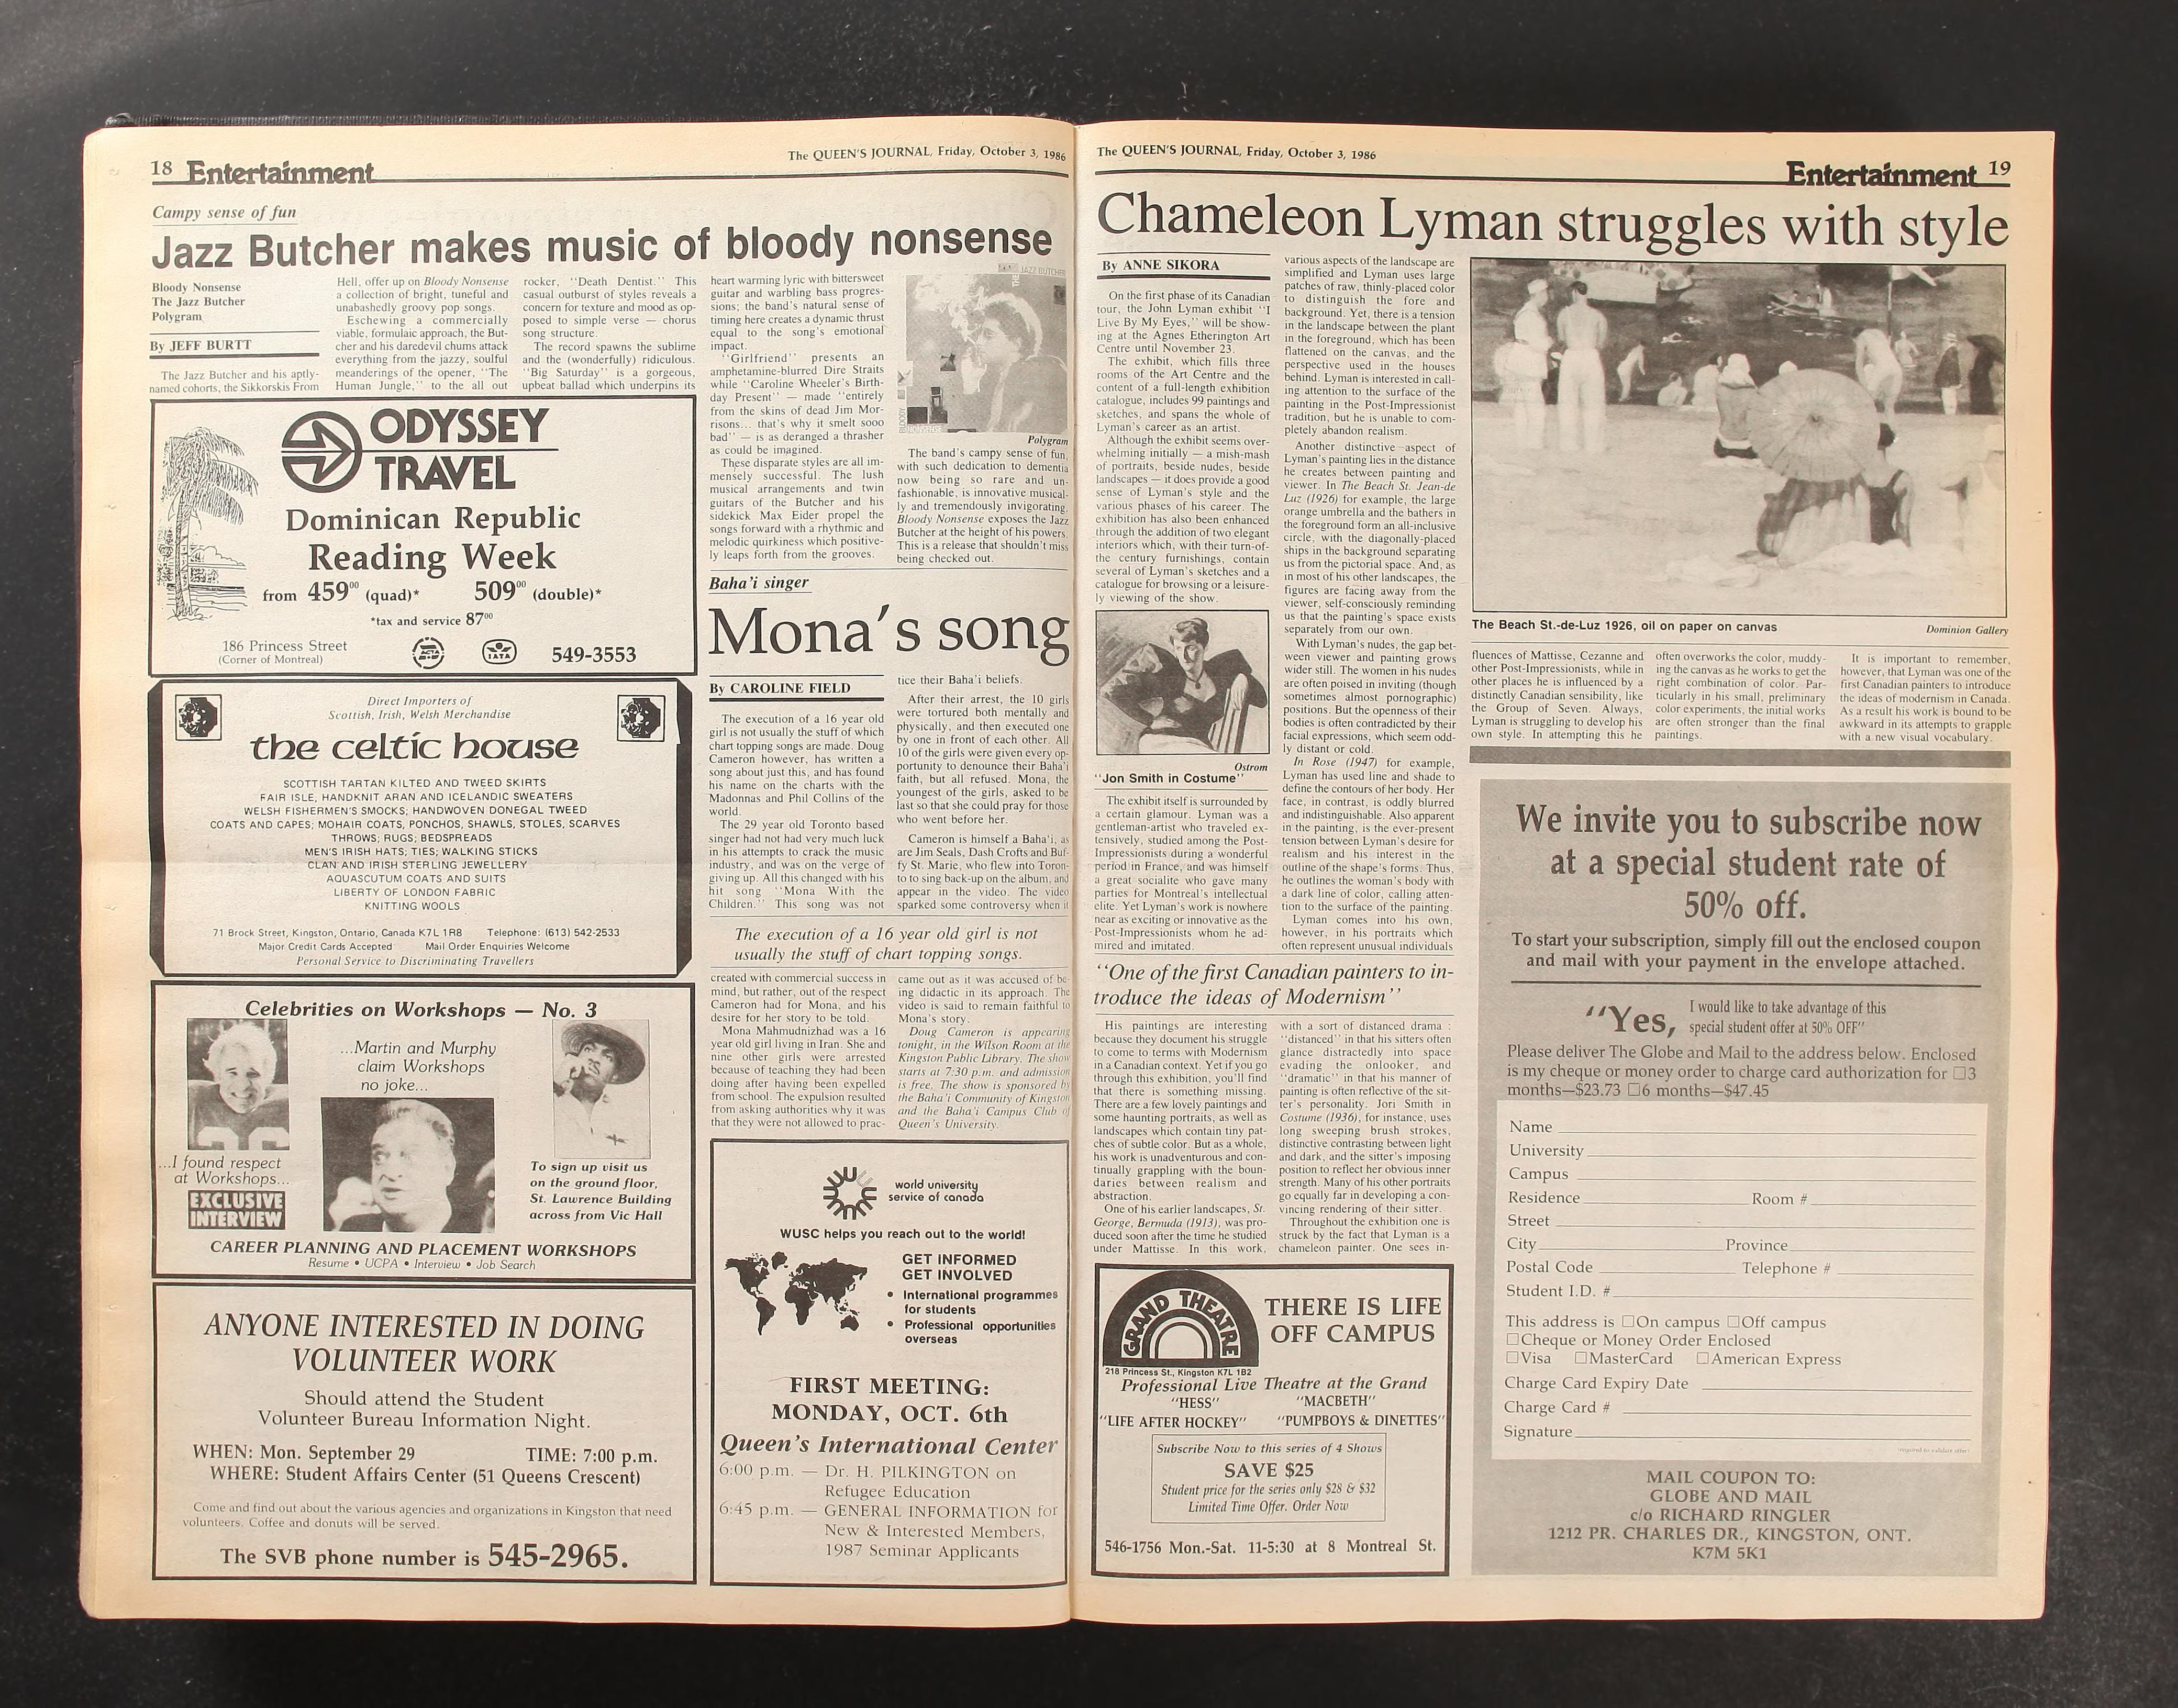 18 Entertainment
The QUEEN'S JOURNAL, Friday, October 3, 1986
Campy sense of fun
Jazz Butcher makes music of bloody nonsense
Bloody Nonsense
The Jazz Butcher
Polygram
By JEFF BURTT
The Jazz Butcher and his aptly-
named cohorts, the Sikkorskis From
Hell, offer up on Bloody Nonsense
a collection of bright, tuneful and
unabashedly groovy pop songs.
Eschewing a commercially
viable, formulaic approach, the But-
cher and his daredevil chums attack
everything from the jazzy, soulful
meanderings of the opener, "The
Human Jungle," to the all out
rocker, "Death Dentist." This
casual outburst of styles reveals a
concern for texture and mood as op-
posed to simple verse — chorus
song structure.
The record spawns the sublime
and the (wonderfully) ridiculous.
"Big Saturday" is a gorgeous,
upbeat ballad which underpins its
heart warming lyric with bittersweet
guitar and warbling bass progres-
sions; the band's natural sense of
timing here creates a dynamic thrust
equal to the song's emotional
impact.
"Girlfriend" presents an
amphetamine-blurred Dire Straits
while "Caroline Wheeler's Birth-
day Present" — made "entirely
from the skins of dead Jim Mor-
risons... that's why it smelt sooo
bad" — is as deranged a thrasher
as could be imagined.
These disparate styles are all im-
mensely successful. The lush
musical arrangements and twin
guitars of the Butcher and his
sidekick Max Eider propel the
songs forward with a rhythmic and
melodic quirkiness which positive-
ly leaps forth from the grooves.
THE JAZZ BUTCHER
BLOODY NONSENSE
Polygram
The band's campy sense of fun,
with such dedication to dementia
now being so rare and un-
fashionable, is innovative musical-
ly and tremendously invigorating.
Bloody Nonsense exposes the Jazz
Butcher at the height of his powers.
This is a release that shouldn't miss
being checked out.
ODYSSEY
TRAVEL
Dominican Republic
Reading Week
from 459⁰⁰ (quad)* 509⁰⁰ (double)*
*tax and service 87⁰⁰
186 Princess Street
(Corner of Montreal)
ACTA
IATA
549-3553
Direct Importers of
Scottish, Irish, Welsh Merchandise
the celtic house
SCOTTISH TARTAN KILTED AND TWEED SKIRTS
FAIR ISLE, HANDKNIT ARAN AND ICELANDIC SWEATERS
WELSH FISHERMEN'S SMOCKS; HANDWOVEN DONEGAL TWEED
COATS AND CAPES; MOHAIR COATS, PONCHOS, SHAWLS, STOLES, SCARVES
THROWS; RUGS; BEDSPREADS
MEN'S IRISH HATS; TIES; WALKING STICKS
CLAN AND IRISH STERLING JEWELLERY
AQUASCUTUM COATS AND SUITS
LIBERTY OF LONDON FABRIC
KNITTING WOOLS
71 Brock Street, Kingston, Ontario, Canada K7L 1R8 Telephone: (613) 542-2533
Major Credit Cards Accepted Mail Order Enquiries Welcome
Personal Service to Discriminating Travellers
Celebrities on Workshops — No. 3
...Martin and Murphy
claim Workshops
no joke...
...I found respect
at Workshops...
EXCLUSIVE
INTERVIEW
To sign up visit us
on the ground floor,
St. Lawrence Building
across from Vic Hall
CAREER PLANNING AND PLACEMENT WORKSHOPS
Resume • UCPA • Interview • Job Search
ANYONE INTERESTED IN DOING
VOLUNTEER WORK
Should attend the Student
Volunteer Bureau Information Night.
WHEN: Mon. September 29 TIME: 7:00 p.m.
WHERE: Student Affairs Center (51 Queens Crescent)
Come and find out about the various agencies and organizations in Kingston that need
volunteers. Coffee and donuts will be served.
The SVB phone number is 545-2965.
Baha'i singer
Mona's song
By CAROLINE FIELD
The execution of a 16 year old
girl is not usually the stuff of which
chart topping songs are made. Doug
Cameron however, has written a
song about just this, and has found
his name on the charts with the
Madonnas and Phil Collins of the
world.
The 29 year old Toronto based
singer had not had very much luck
in his attempts to crack the music
industry, and was on the verge of
giving up. All this changed with his
hit song "Mona With the
Children." This song was not
tice their Baha'i beliefs.
After their arrest, the 10 girls
were tortured both mentally and
physically, and then executed one
by one in front of each other. All
10 of the girls were given every op-
portunity to denounce their Baha'i
faith, but all refused. Mona, the
youngest of the girls, asked to be
last so that she could pray for those
who went before her.
Cameron is himself a Baha'i, as
are Jim Seals, Dash Crofts and Buf-
fy St. Marie, who flew into Toron-
to to sing back-up on the album, and
appear in the video. The video
sparked some controversy when it
The execution of a 16 year old girl is not
usually the stuff of chart topping songs.
created with commercial success in
mind, but rather, out of the respect
Cameron had for Mona, and his
desire for her story to be told.
Mona Mahmudnizhad was a 16
year old girl living in Iran. She and
nine other girls were arrested
because of teaching they had been
doing after having been expelled
from school. The expulsion resulted
from asking authorities why it was
that they were not allowed to prac-
came out as it was accused of be-
ing didactic in its approach. The
video is said to remain faithful to
Mona's story.
Doug Cameron is appearing
tonight, in the Wilson Room at the
Kingston Public Library. The show
starts at 7:30 p.m. and admission
is free. The show is sponsored by
the Baha'i Community of Kingston
and the Baha'i Campus Club of
Queen's University.
world university
service of canada
WUSC helps you reach out to the world!
GET INFORMED
GET INVOLVED
• International programmes
for students
• Professional opportunities
overseas
FIRST MEETING:
MONDAY, OCT. 6th
Queen's International Center
6:00 p.m. — Dr. H. PILKINGTON on
Refugee Education
6:45 p.m. — GENERAL INFORMATION for
New & Interested Members,
1987 Seminar Applicants
The QUEEN'S JOURNAL, Friday, October 3, 1986
Entertainment 19
Chameleon Lyman struggles with style
By ANNE SIKORA
On the first phase of its Canadian
tour, the John Lyman exhibit "I
Live By My Eyes," will be show-
ing at the Agnes Etherington Art
Centre until November 23.
The exhibit, which fills three
rooms of the Art Centre and the
content of a full-length exhibition
catalogue, includes 99 paintings and
sketches, and spans the whole of
Lyman's career as an artist.
Although the exhibit seems over-
whelming initially — a mish-mash
of portraits, beside nudes, beside
landscapes — it does provide a good
sense of Lyman's style and the
various phases of his career. The
exhibition has also been enhanced
through the addition of two elegant
interiors which, with their turn-of-
the century furnishings, contain
several of Lyman's sketches and a
catalogue for browsing or a leisure-
ly viewing of the show.
Ostrom
"Jon Smith in Costume"
The exhibit itself is surrounded by
a certain glamour. Lyman was a
gentleman-artist who traveled ex-
tensively, studied among the Post-
Impressionists during a wonderful
period in France, and was himself
a great socialite who gave many
parties for Montreal's intellectual
elite. Yet Lyman's work is nowhere
near as exciting or innovative as the
Post-Impressionists whom he ad-
mired and imitated.
various aspects of the landscape are
simplified and Lyman uses large
patches of raw, thinly-placed color
to distinguish the fore and
background. Yet, there is a tension
in the landscape between the plant
in the foreground, which has been
flattened on the canvas, and the
perspective used in the houses
behind. Lyman is interested in call-
ing attention to the surface of the
painting in the Post-Impressionist
tradition, but he is unable to com-
pletely abandon realism.
Another distinctive aspect of
Lyman's painting lies in the distance
he creates between painting and
viewer. In The Beach St. Jean-de
Luz (1926) for example, the large
orange umbrella and the bathers in
the foreground form an all-inclusive
circle, with the diagonally-placed
ships in the background separating
us from the pictorial space. And, as
in most of his other landscapes, the
figures are facing away from the
viewer, self-consciously reminding
us that the painting's space exists
separately from our own.
With Lyman's nudes, the gap bet-
ween viewer and painting grows
wider still. The women in his nudes
are often poised in inviting (though
sometimes almost pornographic)
positions. But the openness of their
bodies is often contradicted by their
facial expressions, which seem odd-
ly distant or cold.
In Rose (1947) for example,
Lyman has used line and shade to
define the contours of her body. Her
face, in contrast, is oddly blurred
and indistinguishable. Also apparent
in the painting, is the ever-present
tension between Lyman's desire for
realism and his interest in the
outline of the shape's forms. Thus,
he outlines the woman's body with
a dark line of color, calling atten-
tion to the surface of the painting.
Lyman comes into his own,
however, in his portraits which
often represent unusual individuals
"One of the first Canadian painters to in-
troduce the ideas of Modernism"
His paintings are interesting
because they document his struggle
to come to terms with Modernism
in a Canadian context. Yet if you go
through this exhibition, you'll find
that there is something missing.
There are a few lovely paintings and
some haunting portraits, as well as
landscapes which contain tiny pat-
ches of subtle color. But as a whole,
his work is unadventurous and con-
tinually grappling with the boun-
daries between realism and
abstraction.
One of his earlier landscapes, St.
George, Bermuda (1913), was pro-
duced soon after the time he studied
under Mattisse. In this work,
with a sort of distanced drama :
"distanced" in that his sitters often
glance distractedly into space
evading the onlooker, and
"dramatic" in that his manner of
painting is often reflective of the sit-
ter's personality. Jori Smith in
Costume (1936), for instance, uses
long sweeping brush strokes,
distinctive contrasting between light
and dark, and the sitter's imposing
position to reflect her obvious inner
strength. Many of his other portraits
go equally far in developing a con-
vincing rendering of their sitter.
Throughout the exhibition one is
struck by the fact that Lyman is a
chameleon painter. One sees in-
The Beach St.-de-Luz 1926, oil on paper on canvas
Dominion Gallery
fluences of Mattisse, Cezanne and
other Post-Impressionists, while in
other places he is influenced by a
distinctly Canadian sensibility, like
the Group of Seven. Always,
Lyman is struggling to develop his
own style. In attempting this he
often overworks the color, muddy-
ing the canvas as he works to get the
right combination of color. Par-
ticularly in his small, preliminary
color experiments, the initial works
are often stronger than the final
paintings.
It is important to remember,
however, that Lyman was one of the
first Canadian painters to introduce
the ideas of modernism in Canada.
As a result his work is bound to be
awkward in its attempts to grapple
with a new visual vocabulary.
GRAND THEATRE
218 Princess St., Kingston K7L 1B2
THERE IS LIFE
OFF CAMPUS
Professional Live Theatre at the Grand
"HESS" "MACBETH"
"LIFE AFTER HOCKEY" "PUMPBOYS & DINETTES"
Subscribe Now to this series of 4 Shows
SAVE $25
Student price for the series only $28 & $32
Limited Time Offer. Order Now
546-1756 Mon.-Sat. 11-5:30 at 8 Montreal St.
We invite you to subscribe now
at a special student rate of
50% off.
To start your subscription, simply fill out the enclosed coupon
and mail with your payment in the envelope attached.
"Yes, I would like to take advantage of this
special student offer at 50% OFF"
Please deliver The Globe and Mail to the address below. Enclosed
is my cheque or money order to charge card authorization for ☐3
months—$23.73 ☐6 months—$47.45
Name
University
Campus
Residence Room #
Street
City Province
Postal Code Telephone #
Student I.D. #
This address is ☐On campus ☐Off campus
☐Cheque or Money Order Enclosed
☐Visa ☐MasterCard ☐American Express
Charge Card Expiry Date
Charge Card #
Signature
(required to validate offer)
MAIL COUPON TO:
GLOBE AND MAIL
c/o RICHARD RINGLER
1212 PR. CHARLES DR., KINGSTON, ONT.
K7M 5K1